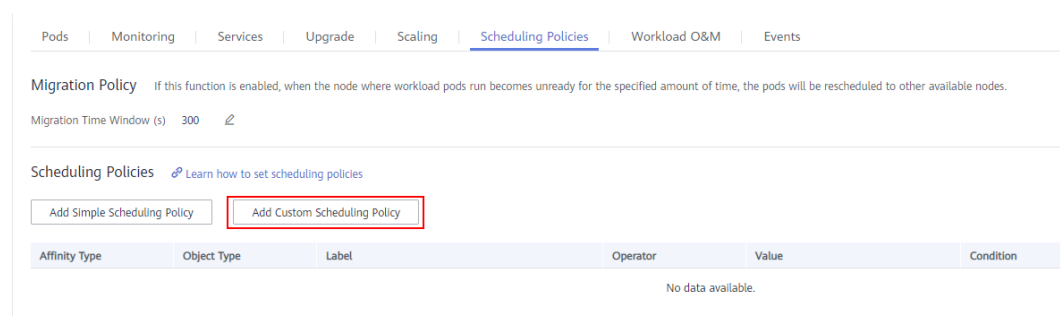 Pods Monitoring Services Upgrade Scaling Scheduling Policies Workload O&M Events
Migration Policy If this function is enabled, when the node where workload pods run becomes unready for the specified amount of time, the pods will be rescheduled to other available nodes.
Migration Time Window (s) 300
Scheduling Policies Learn how to set scheduling policies
Add Simple Scheduling Policy Add Custom Scheduling Policy
Affinity Type Object Type Label Operator Value Condition
No data available.